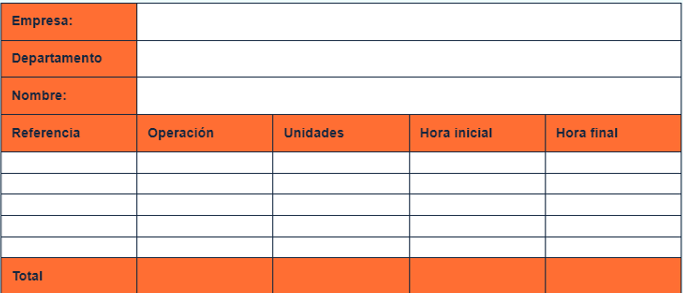 Empresa:
Departamento
Nombre:
Referencia Operación Unidades Hora inicial Hora final
Total